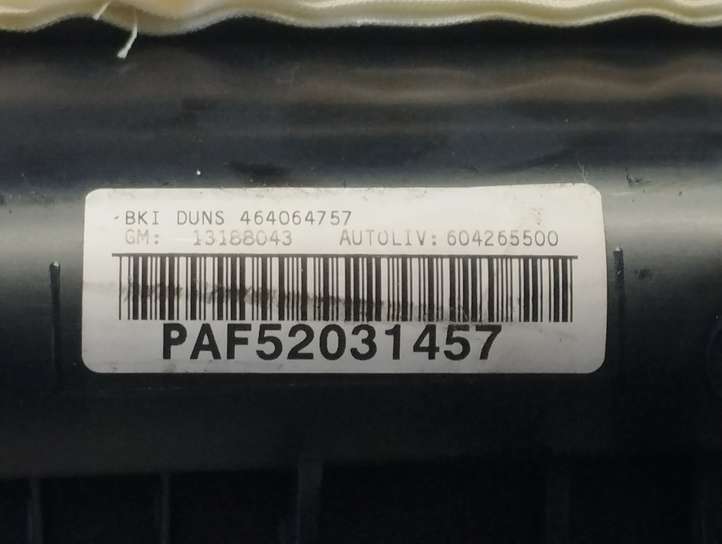 BKI DUNS 464064757
GM: 13188043 AUTOLIV: 604265500
PAF52031457